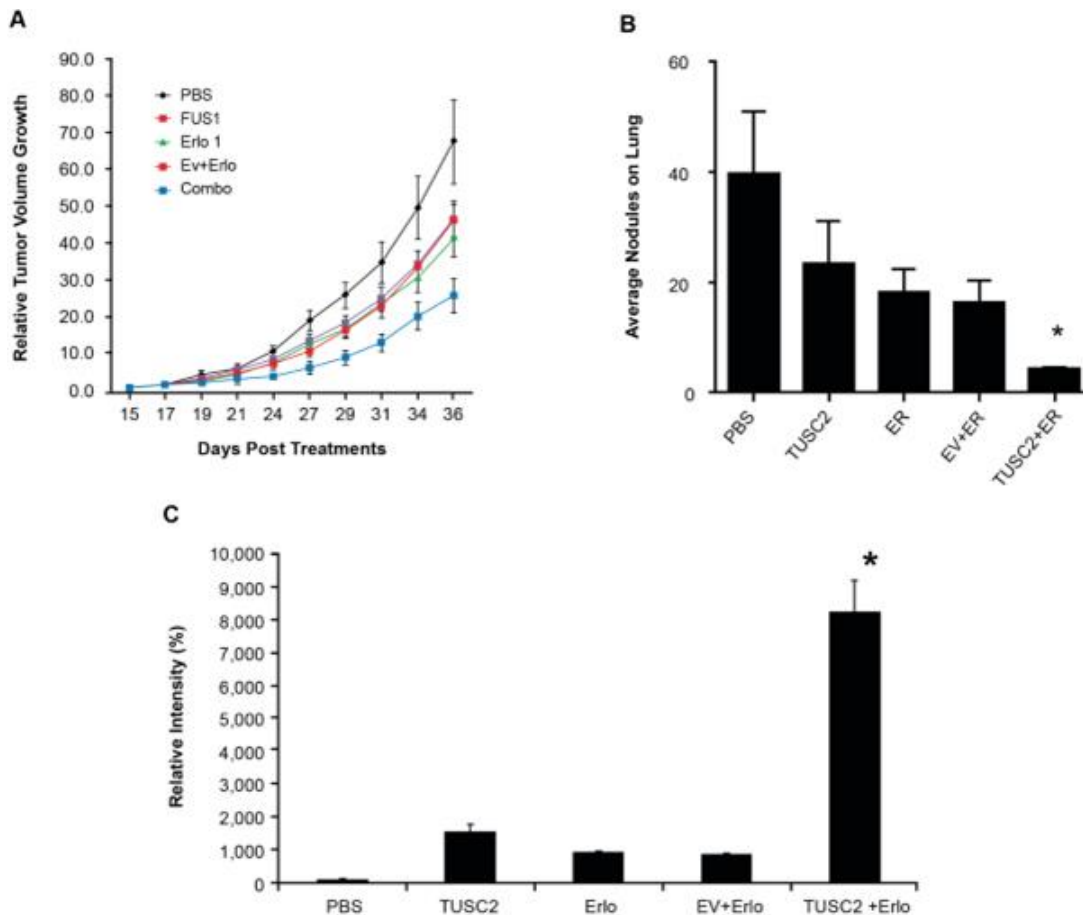 A
Relative Tumor Volume Growth
90.0
80.0
70.0
60.0
50.0
40.0
30.0
20.0
10.0
0.0
PBS
FUS1
Erlo 1
Ev+Erlo
Combo
15 17 19 21 24 27 29 31 34 36
Days Post Treatments
B
Average Nodules on Lung
60
40
20
0
*
PBS TUSC2 ER EV+ER TUSC2+ER
C
Relative Intensity (%)
10,000
9,000
8,000
7,000
6,000
5,000
4,000
3,000
2,000
1,000
0
*
PBS TUSC2 Erlo EV+Erlo TUSC2 +Erlo